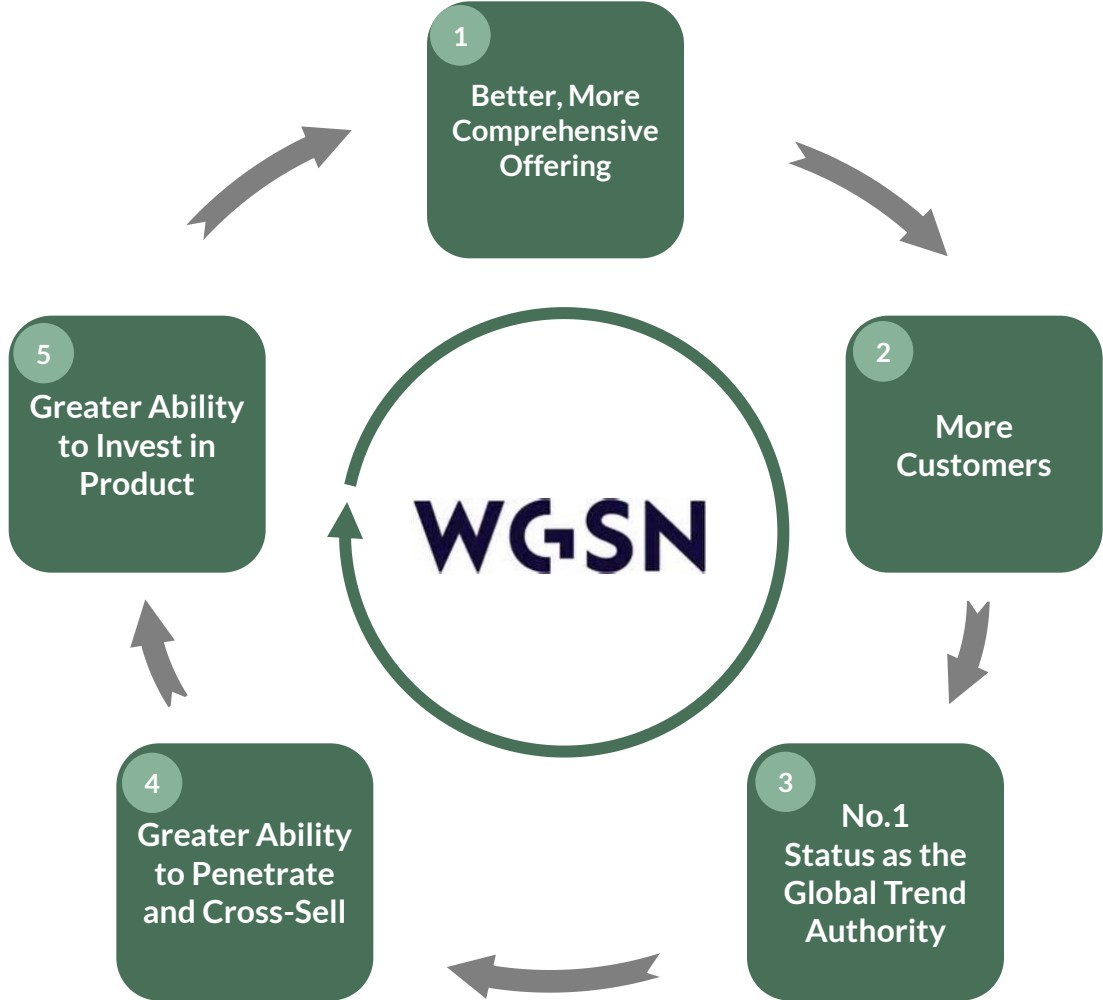 1
Better, More
Comprehensive
Offering
2
More
Customers
3
No.1
Status as the
Global Trend
Authority
4
Greater Ability
to Penetrate
and Cross-Sell
5
Greater Ability
to Invest in
Product
WGSN